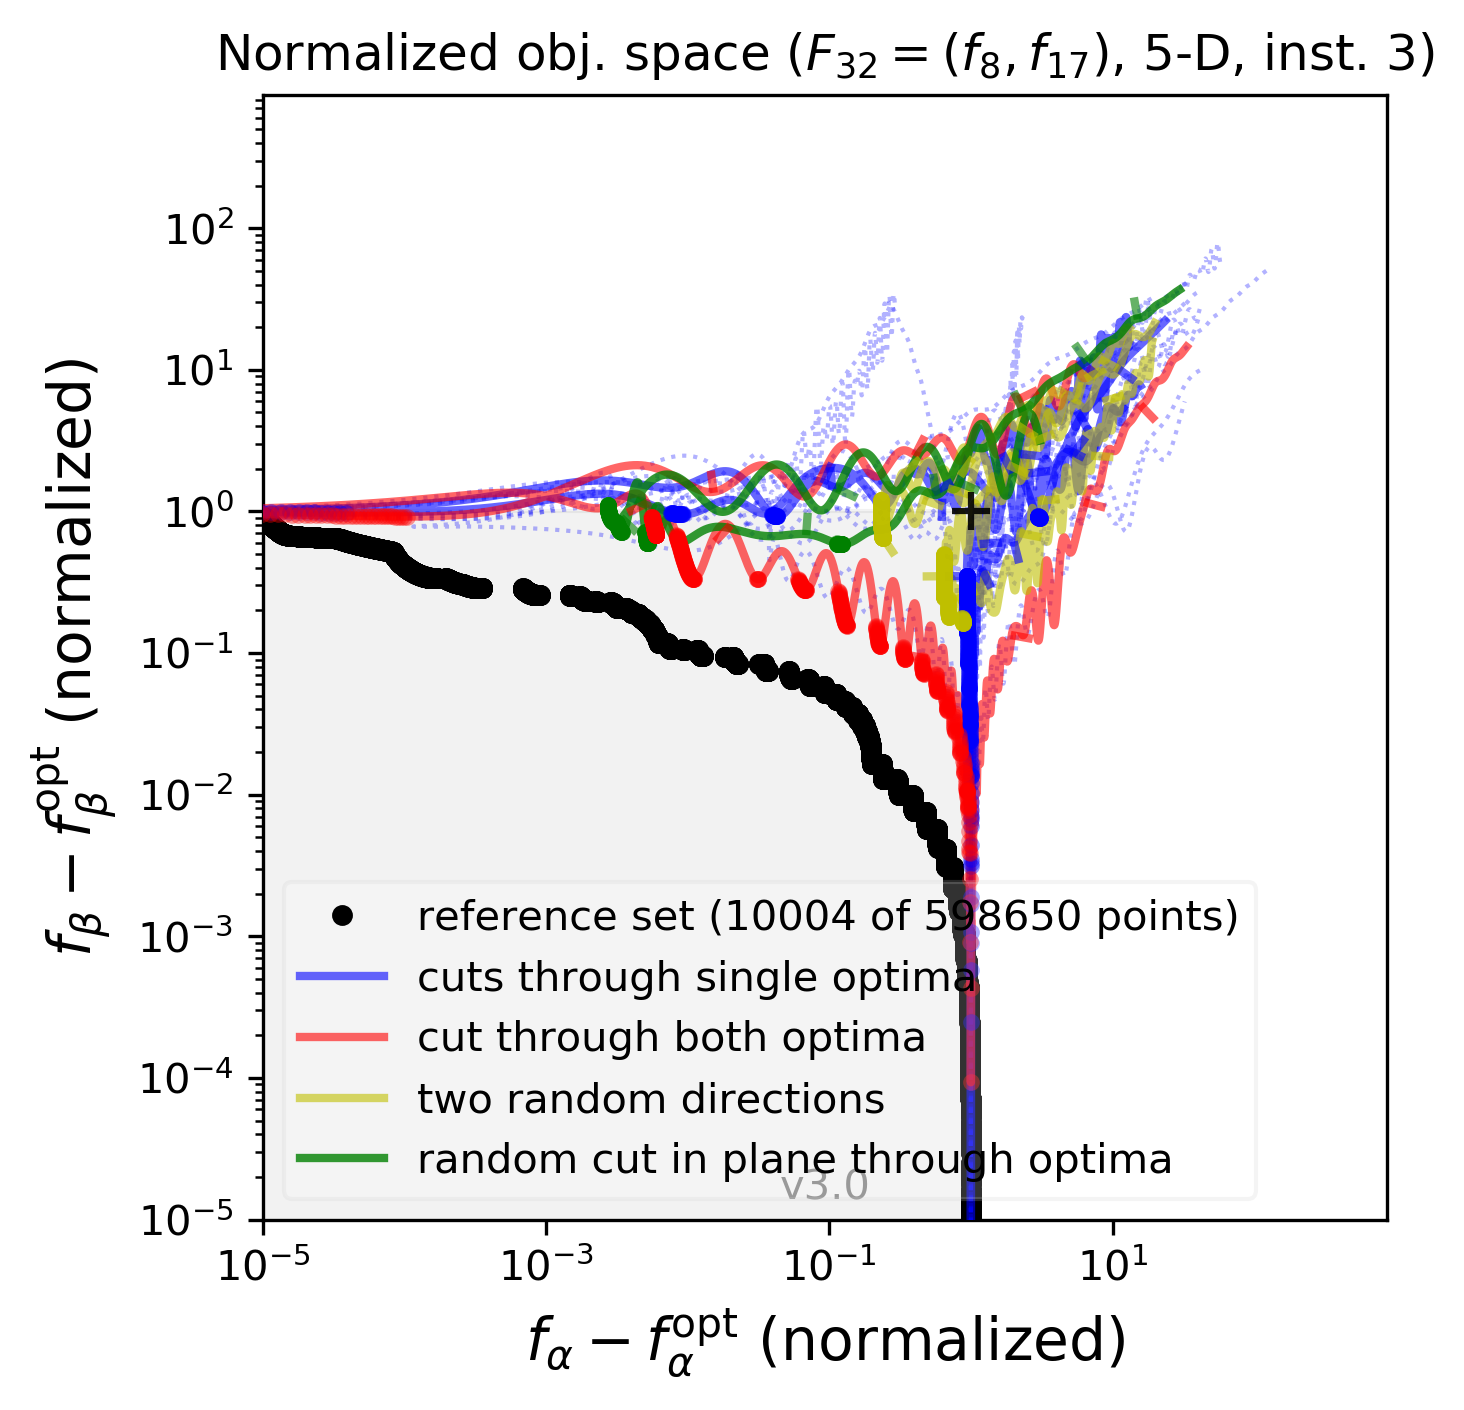 Normalized obj. space (F₃₂ = (f₈, f₁₇), 5-D, inst. 3)
f_β − f_β^opt (normalized)
10²
10¹
10⁰
10⁻¹
10⁻²
10⁻³
10⁻⁴
10⁻⁵
reference set (10004 of 598650 points)
cuts through single optima
cut through both optima
two random directions
random cut in plane through optima
v3.0
10⁻⁵ 10⁻³ 10⁻¹ 10¹
f_α − f_α^opt (normalized)